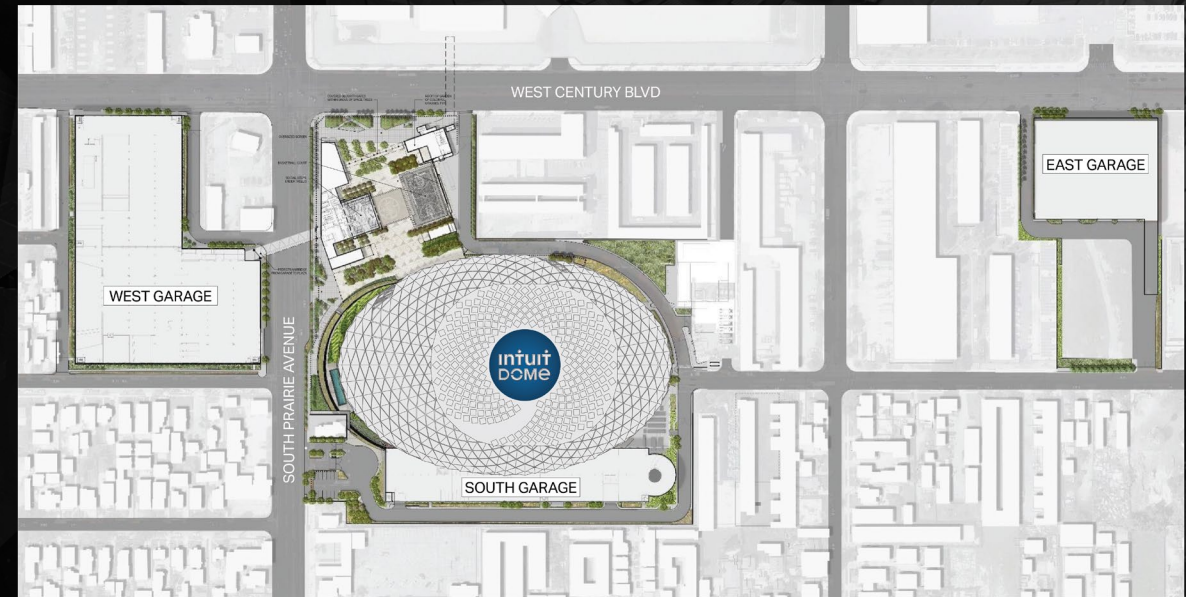 WEST CENTURY BLVD
EAST GARAGE
WEST GARAGE
SOUTH PRAIRIE AVENUE
intuit
DOME
SOUTH GARAGE